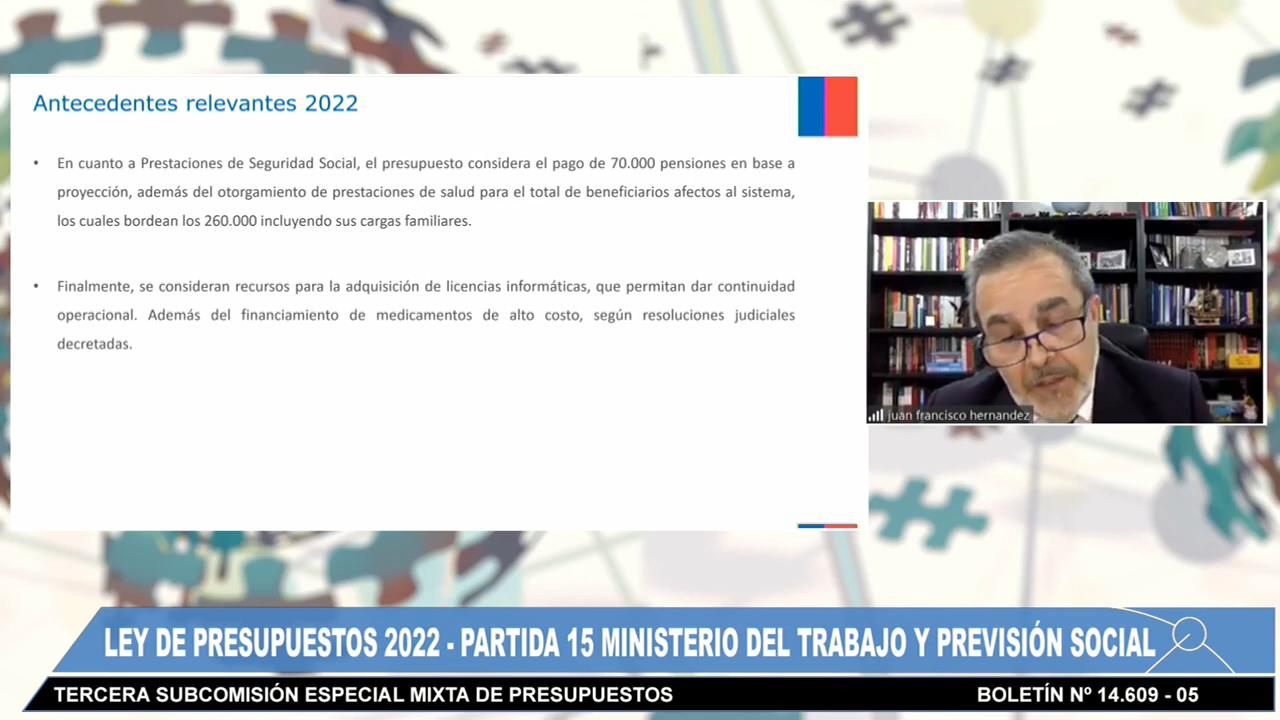 Antecedentes relevantes 2022
• En cuanto a Prestaciones de Seguridad Social, el presupuesto considera el pago de 70.000 pensiones en base a
proyección, además del otorgamiento de prestaciones de salud para el total de beneficiarios afectos al sistema,
los cuales bordean los 260.000 incluyendo sus cargas familiares.
• Finalmente, se consideran recursos para la adquisición de licencias informáticas, que permitan dar continuidad
operacional. Además del financiamiento de medicamentos de alto costo, según resoluciones judiciales
decretadas.
juan francisco hernandez
LEY DE PRESUPUESTOS 2022 - PARTIDA 15 MINISTERIO DEL TRABAJO Y PREVISIÓN SOCIAL
TERCERA SUBCOMISIÓN ESPECIAL MIXTA DE PRESUPUESTOS
BOLETÍN Nº 14.609 - 05